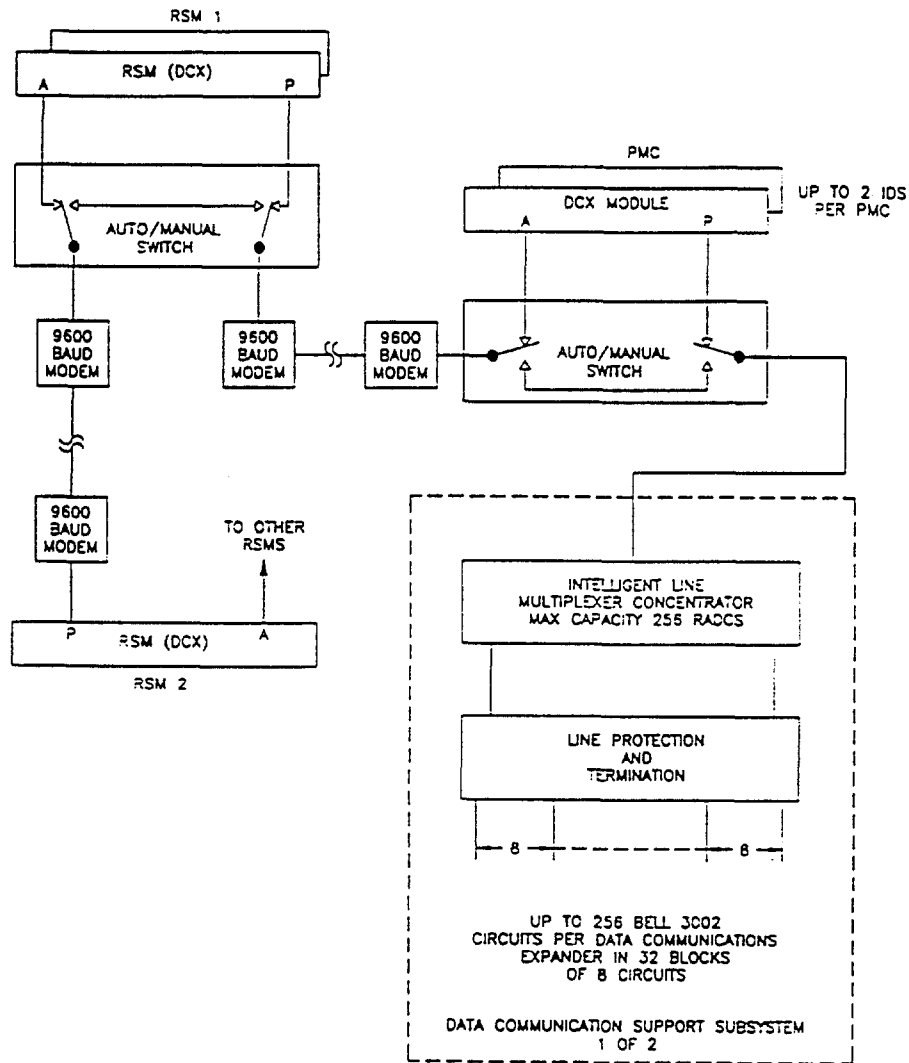 RSM 1
RSM (DCX)
A
P
AUTO/MANUAL
SWITCH
9600
BAUD
MODEM
9600
BAUD
MODEM
9600
BAUD
MODEM
PMC
DCX MODULE
A
P
UP TO 2 IDS
PER PMC
AUTO/MANUAL
SWITCH
9600
BAUD
MODEM
TO OTHER
RSMS
P
RSM (DCX)
A
RSM 2
INTELLIGENT LINE
MULTIPLEXER CONCENTRATOR
MAX CAPACITY 256 RADCS
LINE PROTECTION
AND
TERMINATION
8
8
UP TO 256 BELL 3002
CIRCUITS PER DATA COMMUNICATIONS
EXPANDER IN 32 BLOCKS
OF 8 CIRCUITS
DATA COMMUNICATION SUPPORT SUBSYSTEM
1 OF 2